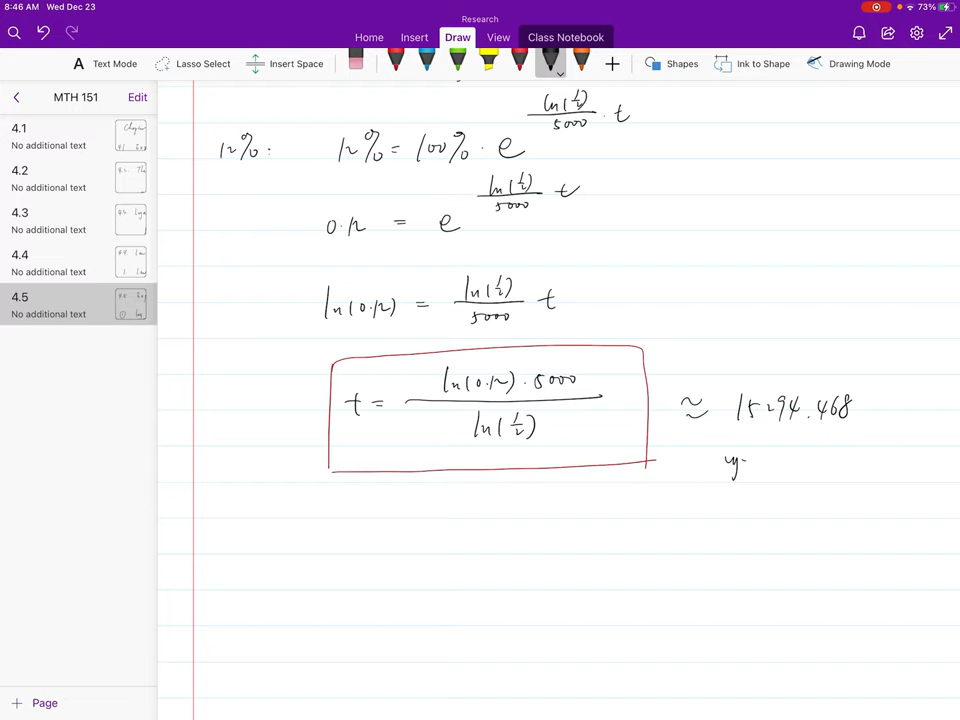 8:46 AM Wed Dec 23
73%
Research
Home Insert Draw View Class Notebook
Text Mode Lasso Select Insert Space Shapes Ink to Shape Drawing Mode
MTH 151 Edit
4.1
No additional text
4.2
No additional text
4.3
No additional text
4.4
No additional text
4.5
No additional text
Page
12%: 12% = 100% · e^(ln(1/2)/5000 · t)
0.12 = e^(ln(1/2)/5000 t)
ln(0.12) = ln(1/2)/5000 t
t = ln(0.12) · 5000 / ln(1/2) ≈ 15294.468
y